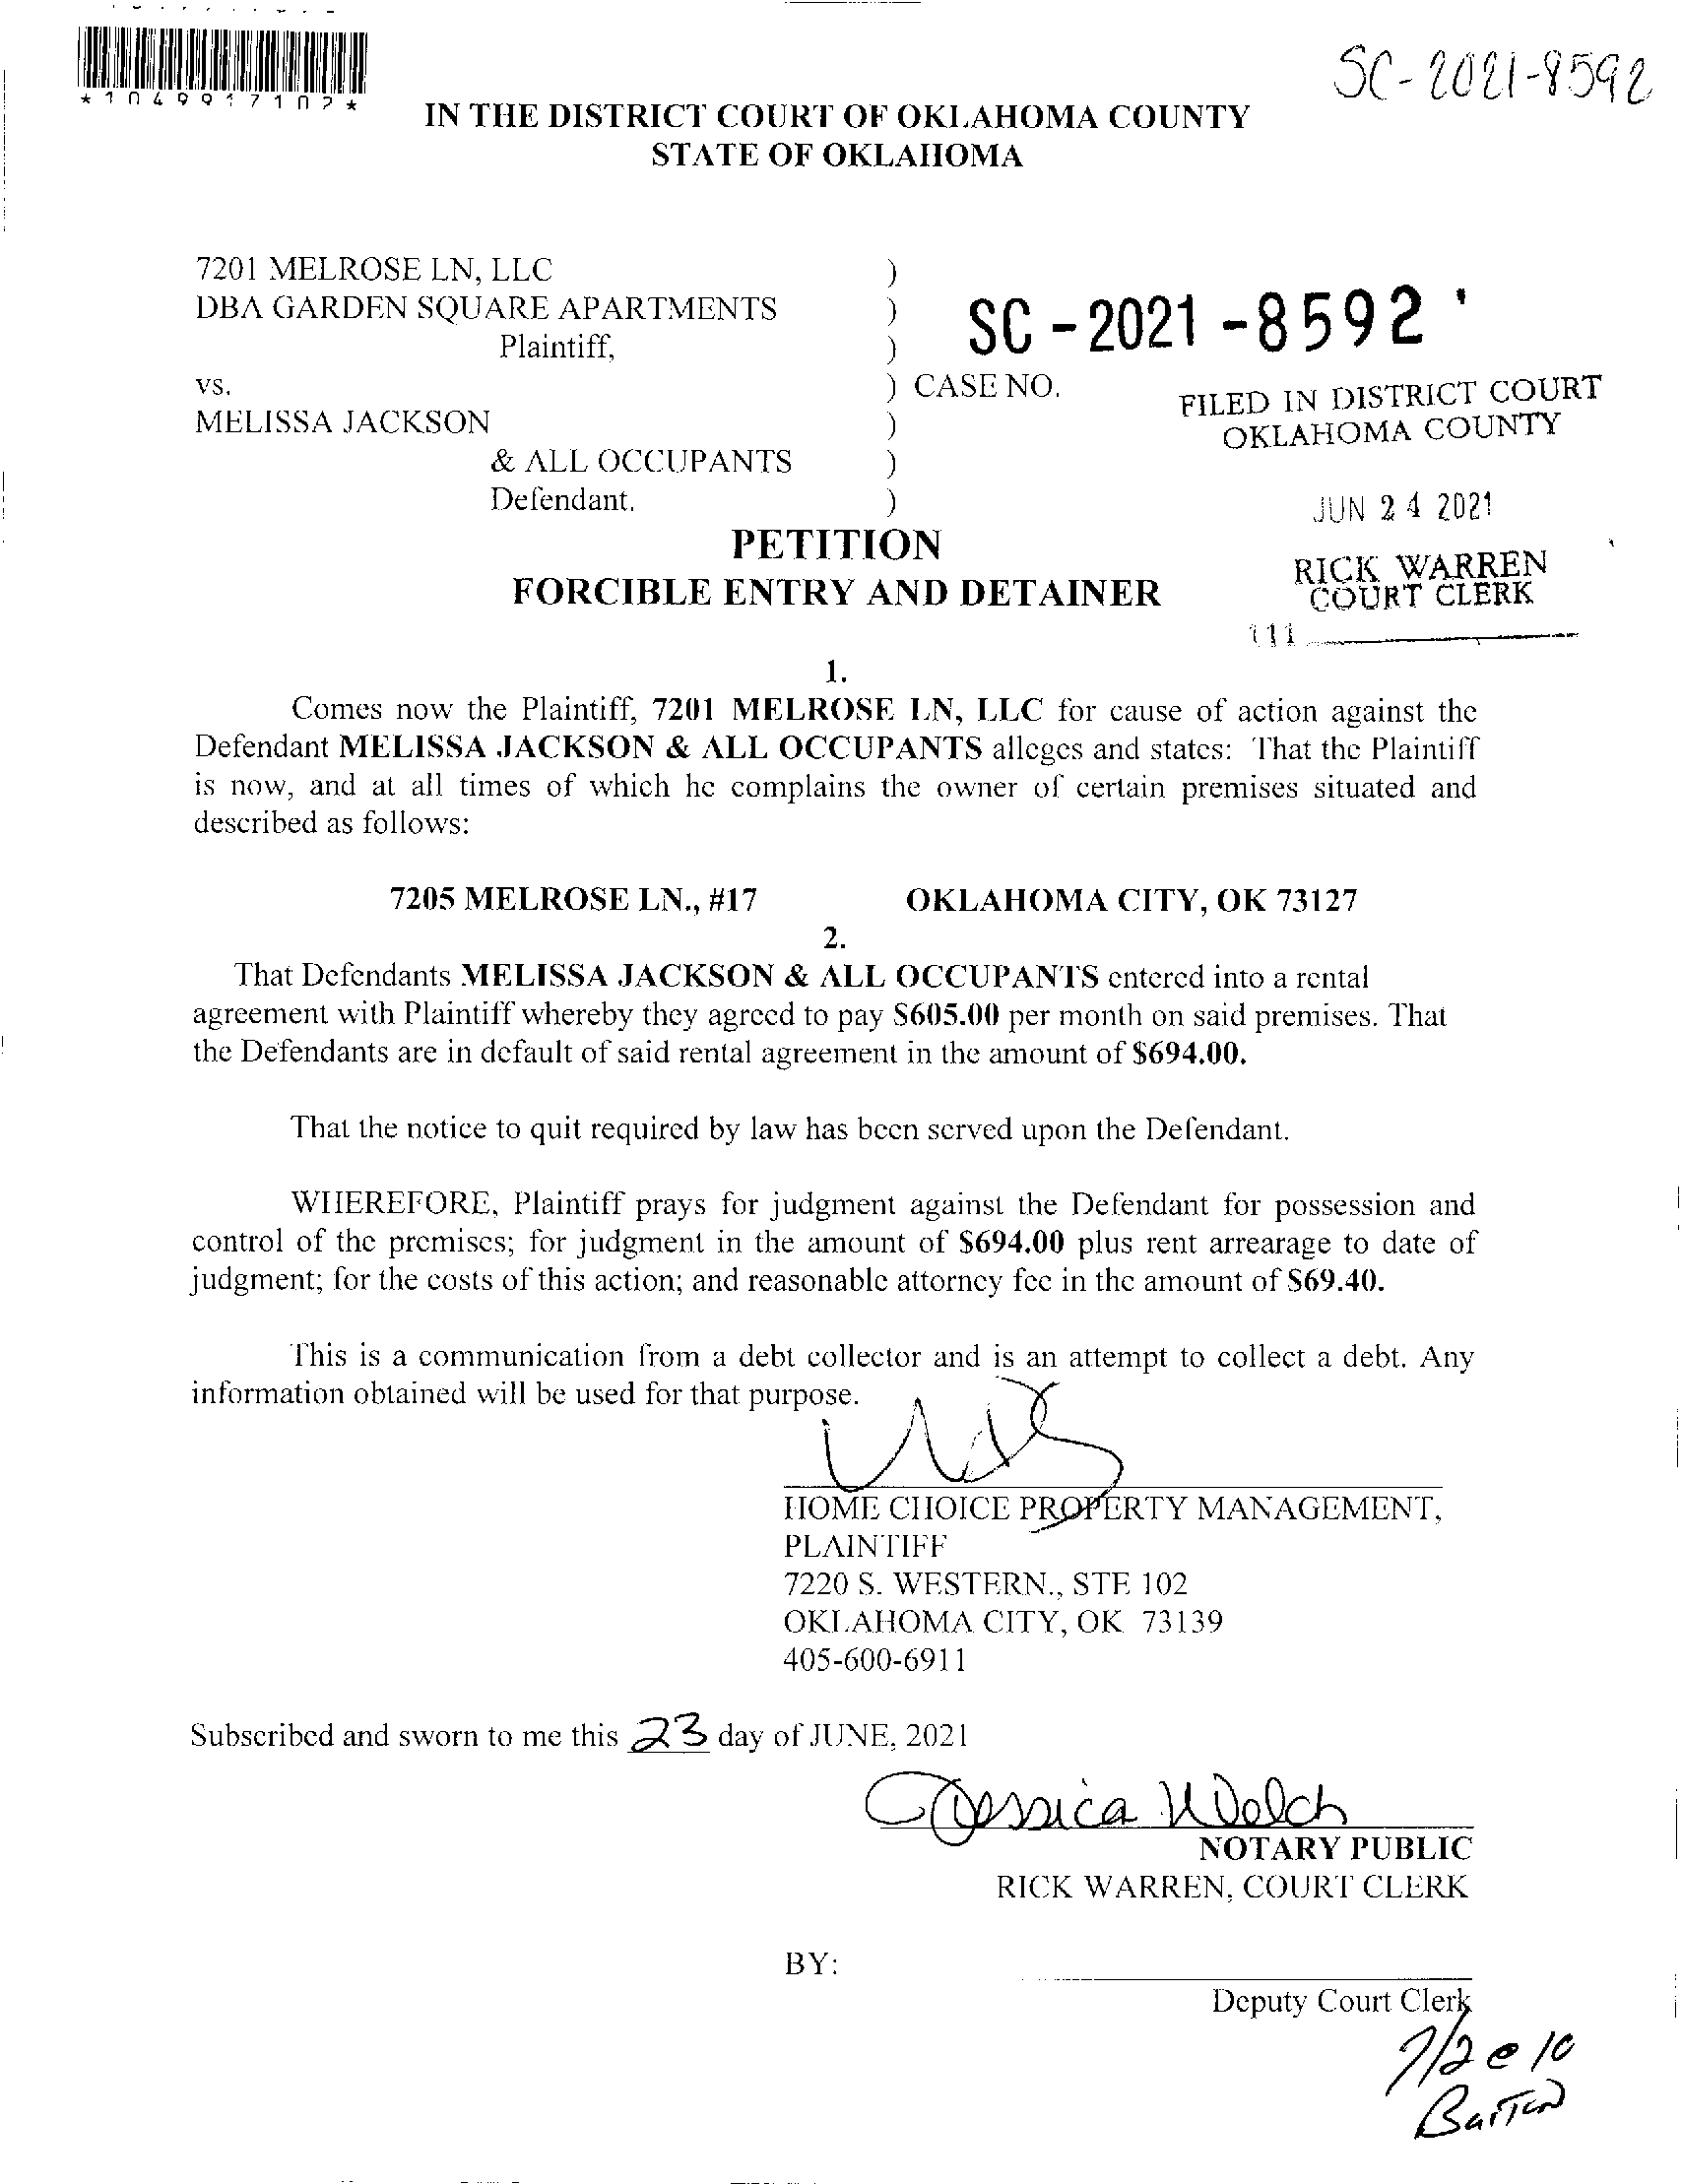 SC-2021-8592
*1049917102*
IN THE DISTRICT COURT OF OKLAHOMA COUNTY
STATE OF OKLAHOMA
7201 MELROSE LN, LLC )
DBA GARDEN SQUARE APARTMENTS )
Plaintiff, )
SC-2021-8592
vs. ) CASE NO.
MELISSA JACKSON )
& ALL OCCUPANTS )
Defendant. )
FILED IN DISTRICT COURT
OKLAHOMA COUNTY
JUN 24 2021
RICK WARREN
COURT CLERK
111
PETITION
FORCIBLE ENTRY AND DETAINER
1.
Comes now the Plaintiff, 7201 MELROSE LN, LLC for cause of action against the
Defendant MELISSA JACKSON & ALL OCCUPANTS alleges and states: That the Plaintiff
is now, and at all times of which he complains the owner of certain premises situated and
described as follows:
7205 MELROSE LN., #17 OKLAHOMA CITY, OK 73127
2.
That Defendants MELISSA JACKSON & ALL OCCUPANTS entered into a rental
agreement with Plaintiff whereby they agreed to pay $605.00 per month on said premises. That
the Defendants are in default of said rental agreement in the amount of $694.00.
That the notice to quit required by law has been served upon the Defendant.
WHEREFORE, Plaintiff prays for judgment against the Defendant for possession and
control of the premises; for judgment in the amount of $694.00 plus rent arrearage to date of
judgment; for the costs of this action; and reasonable attorney fee in the amount of $69.40.
This is a communication from a debt collector and is an attempt to collect a debt. Any
information obtained will be used for that purpose.
HOME CHOICE PROPERTY MANAGEMENT,
PLAINTIFF
7220 S. WESTERN., STE 102
OKLAHOMA CITY, OK 73139
405-600-6911
Subscribed and sworn to me this 23 day of JUNE, 2021
Jessica Welch
NOTARY PUBLIC
RICK WARREN, COURT CLERK
BY:
Deputy Court Clerk
7/2 @ 10
Barton